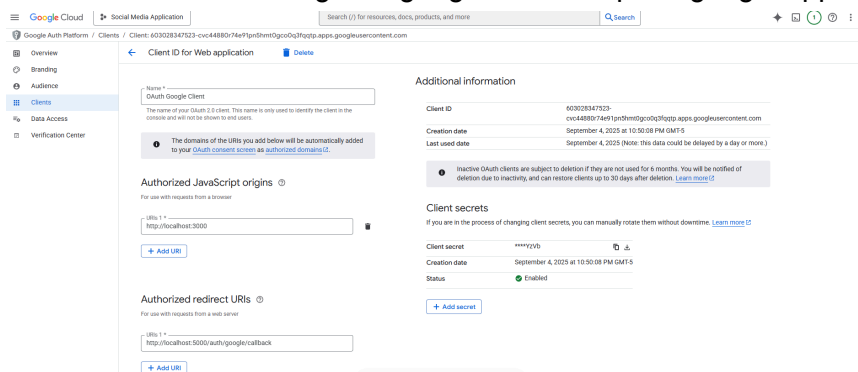 Google Cloud
Social Media Application
Search (/) for resources, docs, products, and more
Search
1
Google Auth Platform / Clients / Client: 603028347523-cvc44880r74e91pn5hmt0gco0q3fqqtp.apps.googleusercontent.com
Overview
Branding
Audience
Clients
Data Access
Verification Center
Client ID for Web application
Delete
Name *
OAuth Google Client
The name of your OAuth 2.0 client. This name is only used to identify the client in the
console and will not be shown to end users.
The domains of the URIs you add below will be automatically added
to your OAuth consent screen as authorized domains.
Authorized JavaScript origins
For use with requests from a browser
URIs 1 *
http://localhost:3000
+ Add URI
Authorized redirect URIs
For use with requests from a web server
URIs 1 *
http://localhost:5000/auth/google/callback
+ Add URI
Additional information
Client ID 603028347523-
cvc44880r74e91pn5hmt0gco0q3fqqtp.apps.googleusercontent.com
Creation date September 4, 2025 at 10:50:08 PM GMT-5
Last used date September 4, 2025 (Note: this data could be delayed by a day or more.)
Inactive OAuth clients are subject to deletion if they are not used for 6 months. You will be notified of
deletion due to inactivity, and can restore clients up to 30 days after deletion. Learn more
Client secrets
If you are in the process of changing client secrets, you can manually rotate them without downtime. Learn more
Client secret ****YzVb
Creation date September 4, 2025 at 10:50:08 PM GMT-5
Status Enabled
+ Add secret